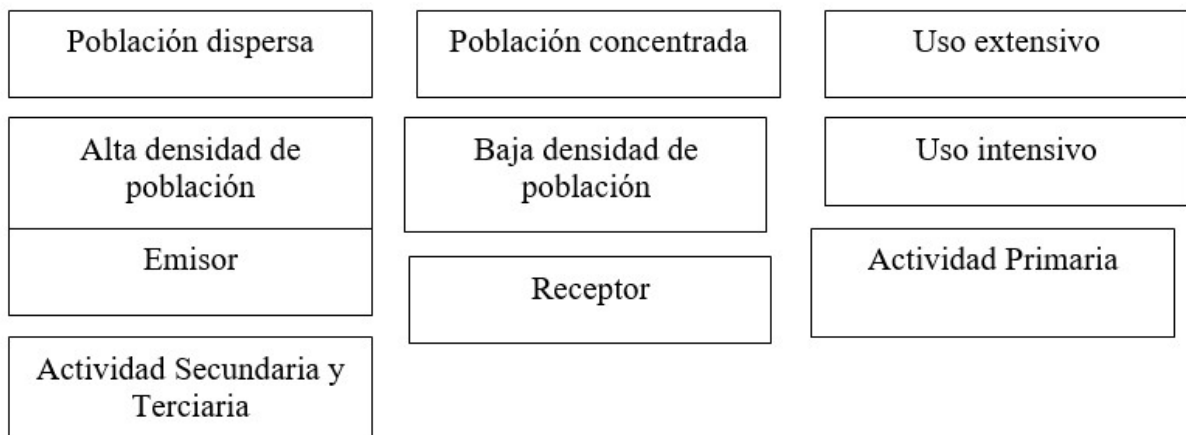 Población dispersa
Población concentrada
Uso extensivo
Alta densidad de
población
Baja densidad de
población
Uso intensivo
Emisor
Receptor
Actividad Primaria
Actividad Secundaria y
Terciaria